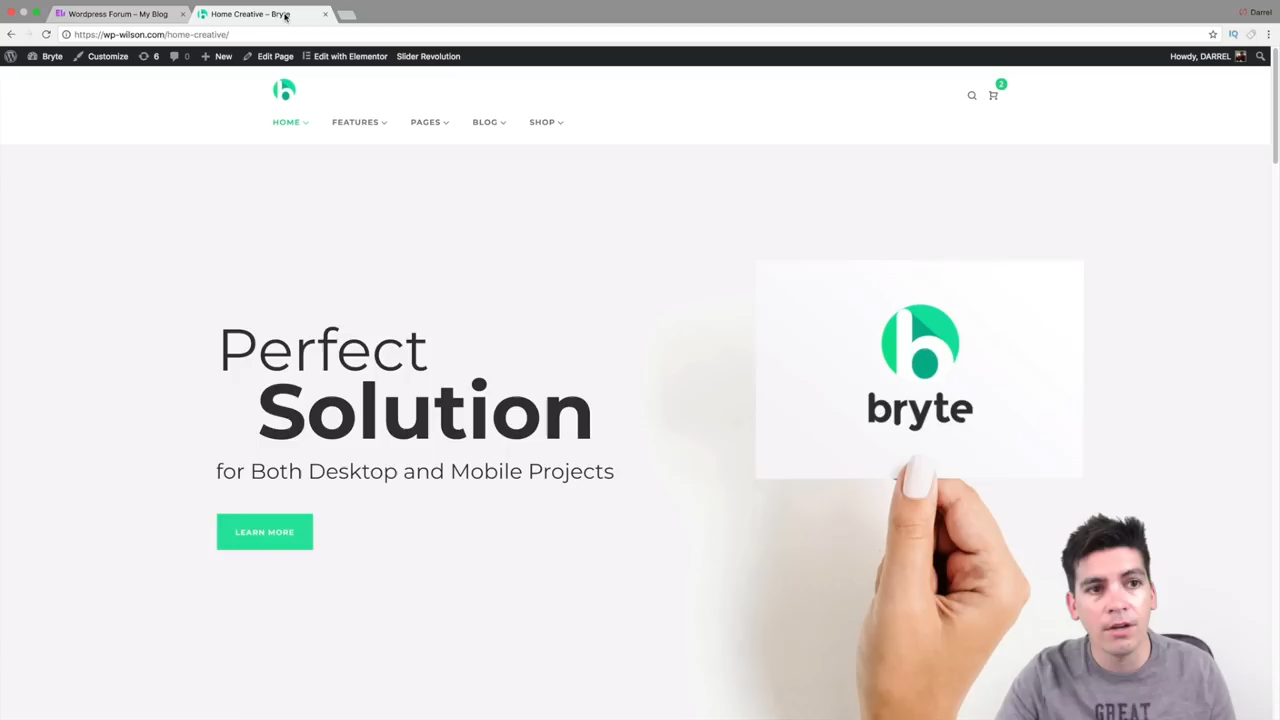 Wordpress Forum – My Blog
Home Creative – Bryte
Darrel
https://wp-wilson.com/home-creative/
IQ
Bryte
Customize
6
0
New
Edit Page
Edit with Elementor
Slider Revolution
Howdy, DARREL
2
HOME
FEATURES
PAGES
BLOG
SHOP
Perfect
Solution
for Both Desktop and Mobile Projects
LEARN MORE
b
bryte
GREAT